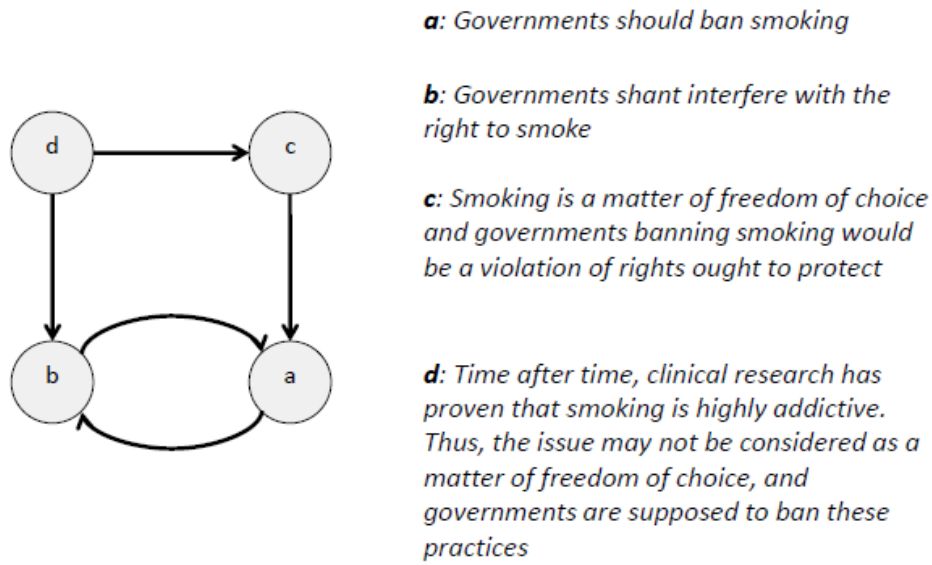 a: Governments should ban smoking
b: Governments shant interfere with the
right to smoke
d
c
c: Smoking is a matter of freedom of choice
and governments banning smoking would
be a violation of rights ought to protect
b
a
d: Time after time, clinical research has
proven that smoking is highly addictive.
Thus, the issue may not be considered as a
matter of freedom of choice, and
governments are supposed to ban these
practices